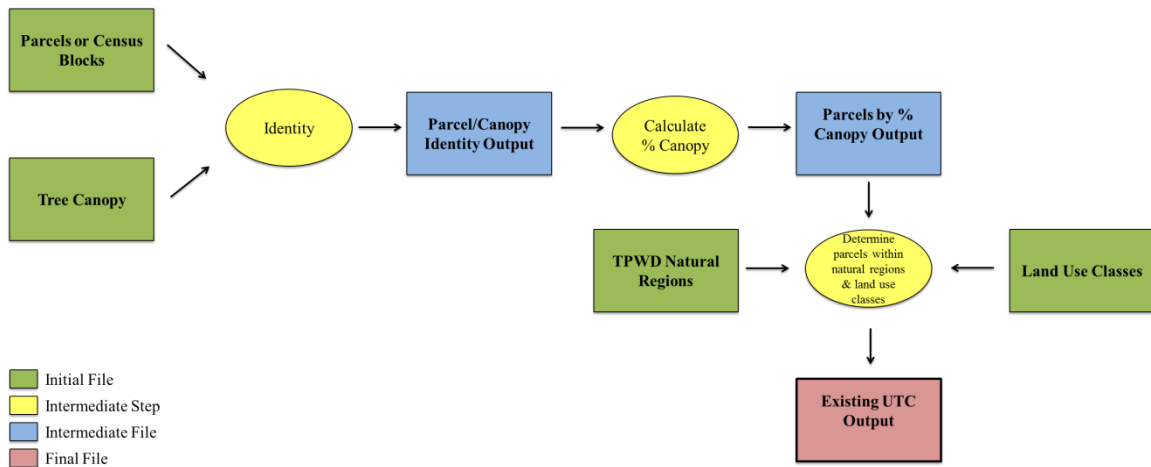 Parcels or Census
Blocks
Tree Canopy
Identity
Parcel/Canopy
Identity Output
Calculate
% Canopy
Parcels by %
Canopy Output
TPWD Natural
Regions
Determine
parcels within
natural regions
& land use
classes
Land Use Classes
Existing UTC
Output
Initial File
Intermediate Step
Intermediate File
Final File